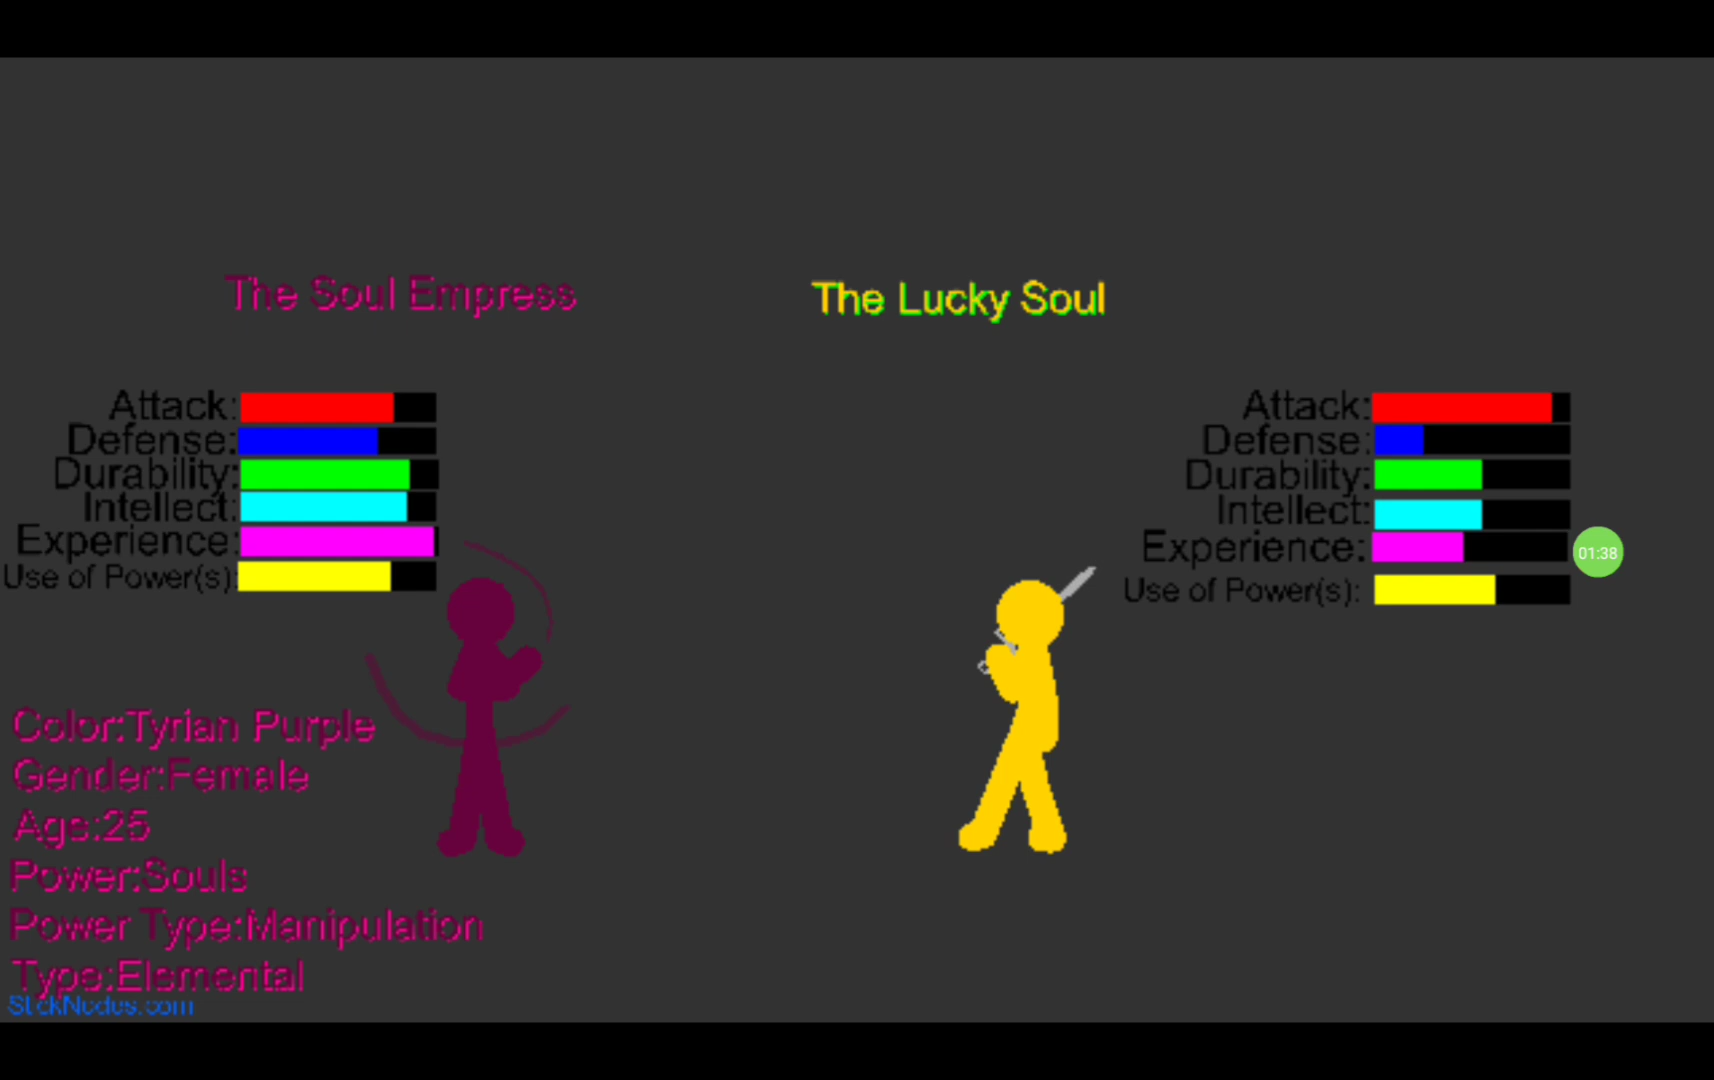 The Soul Empress
Attack:
Defense:
Durability:
Intellect:
Experience:
Use of Power(s):
Color:Tyrian Purple
Gender:Female
Age:25
Power:Souls
Power Type:Manipulation
Type:Elemental
StickNodes.com
The Lucky Soul
Attack:
Defense:
Durability:
Intellect:
Experience:
Use of Power(s):
01:38